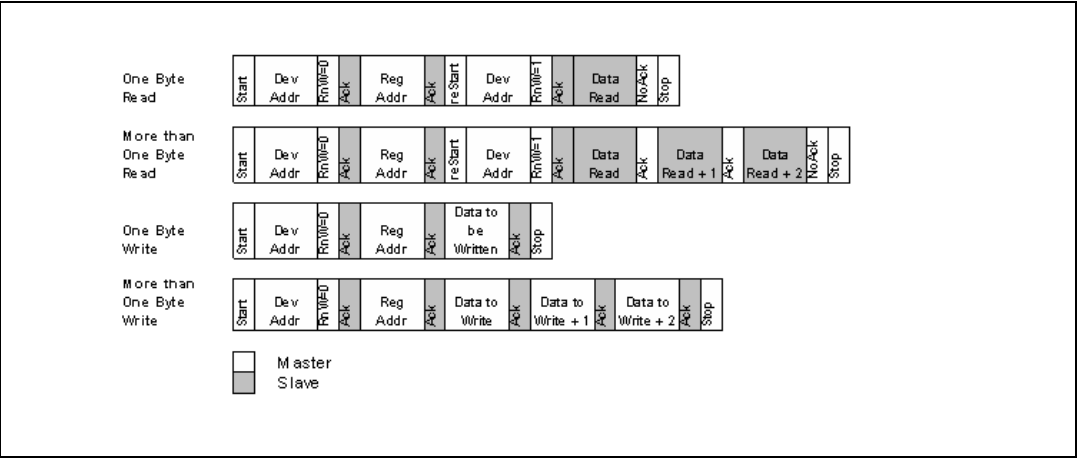 One Byte Read
Start Dev Addr RnW=0 Ack Reg Addr Ack reStart Dev Addr RnW=1 Ack Data Read NoAck Stop
More than One Byte Read
Start Dev Addr RnW=0 Ack Reg Addr Ack reStart Dev Addr RnW=1 Ack Data Read Ack Data Read + 1 Ack Data Read + 2 NoAck Stop
One Byte Write
Start Dev Addr RnW=0 Ack Reg Addr Ack Data to be Written Ack Stop
More than One Byte Write
Start Dev Addr RnW=0 Ack Reg Addr Ack Data to Write Ack Data to Write + 1 Ack Data to Write + 2 Ack Stop
Master
Slave